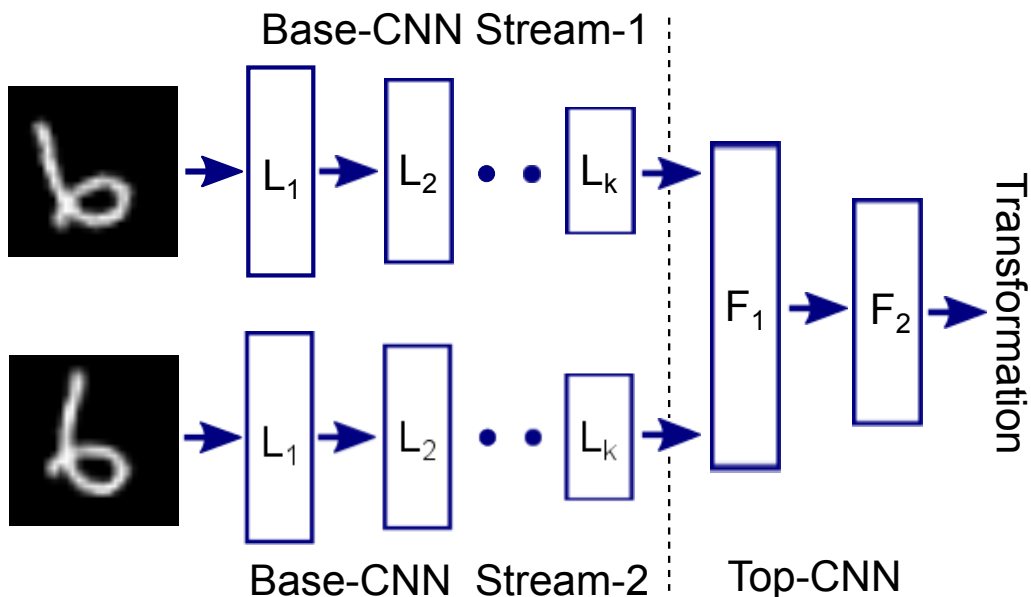 Base-CNN Stream-1
L₁ L₂ Lₖ
F₁ F₂
Transformation
L₁ L₂ Lₖ
Base-CNN Stream-2
Top-CNN